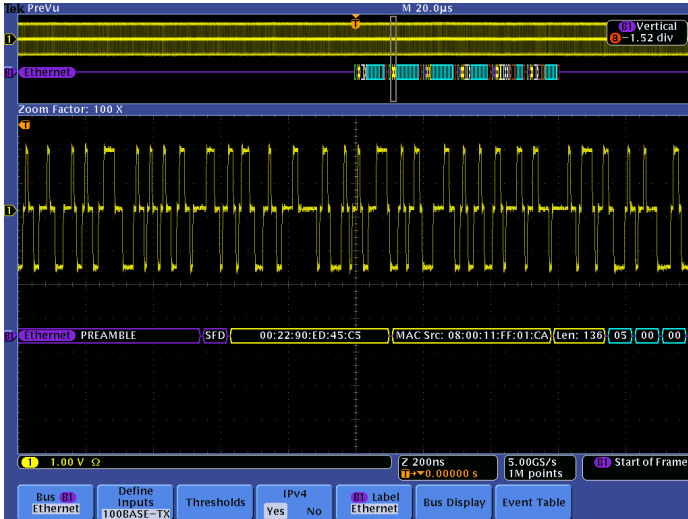 Tek PreVu M 20.0µs
B1 Vertical
a -1.52 div
T
1
B1 Ethernet
Zoom Factor: 100 X
T
1
B1 Ethernet PREAMBLE SFD 00:22:90:ED:45:C5 MAC Src: 08:00:11:FF:01:CA Len: 136 05 00 00
1 1.00 V Ω
Z 200ns
T→▼0.00000 s
5.00GS/s
1M points
B1 Start of Frame
Bus B1
Ethernet
Define
Inputs
100BASE-TX
Thresholds
IPv4
Yes No
B1 Label
Ethernet
Bus Display
Event Table